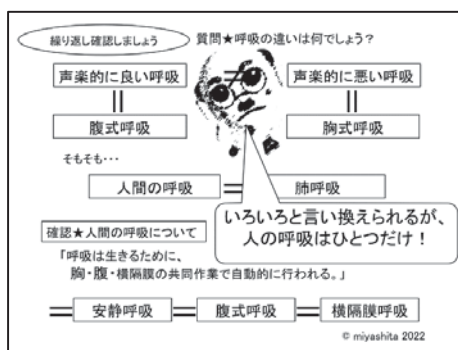 繰り返し確認しましょう
質問★呼吸の違いは何でしょう？
声楽的に良い呼吸
≠
声楽的に悪い呼吸
||
||
腹式呼吸
胸式呼吸
そもそも…
人間の呼吸 = 肺呼吸
いろいろと言い換えられるが、
人の呼吸はひとつだけ！
確認★人間の呼吸について
「呼吸は生きるために、
胸・腹・横隔膜の共同作業で自動的に行われる。」
= 安静呼吸 = 腹式呼吸 = 横隔膜呼吸
© miyashita 2022